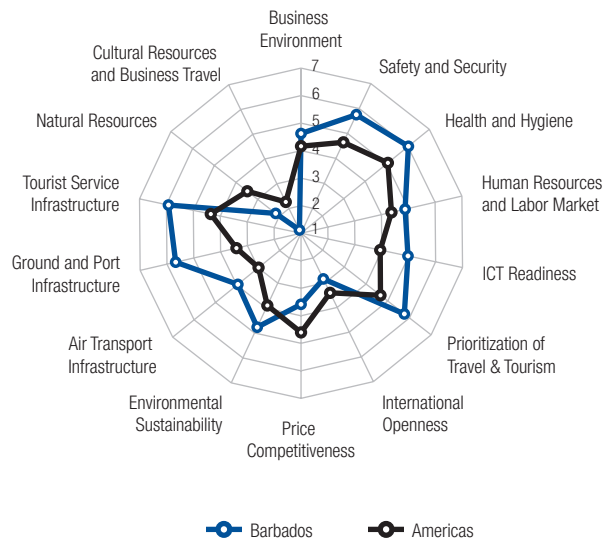 Business
Environment
Cultural Resources
and Business Travel
Safety and Security
Natural Resources
Health and Hygiene
Tourist Service
Infrastructure
Human Resources
and Labor Market
Ground and Port
Infrastructure
ICT Readiness
Air Transport
Infrastructure
Prioritization of
Travel & Tourism
Environmental
Sustainability
International
Openness
Price
Competitiveness
7
6
5
4
3
2
1
Barbados
Americas